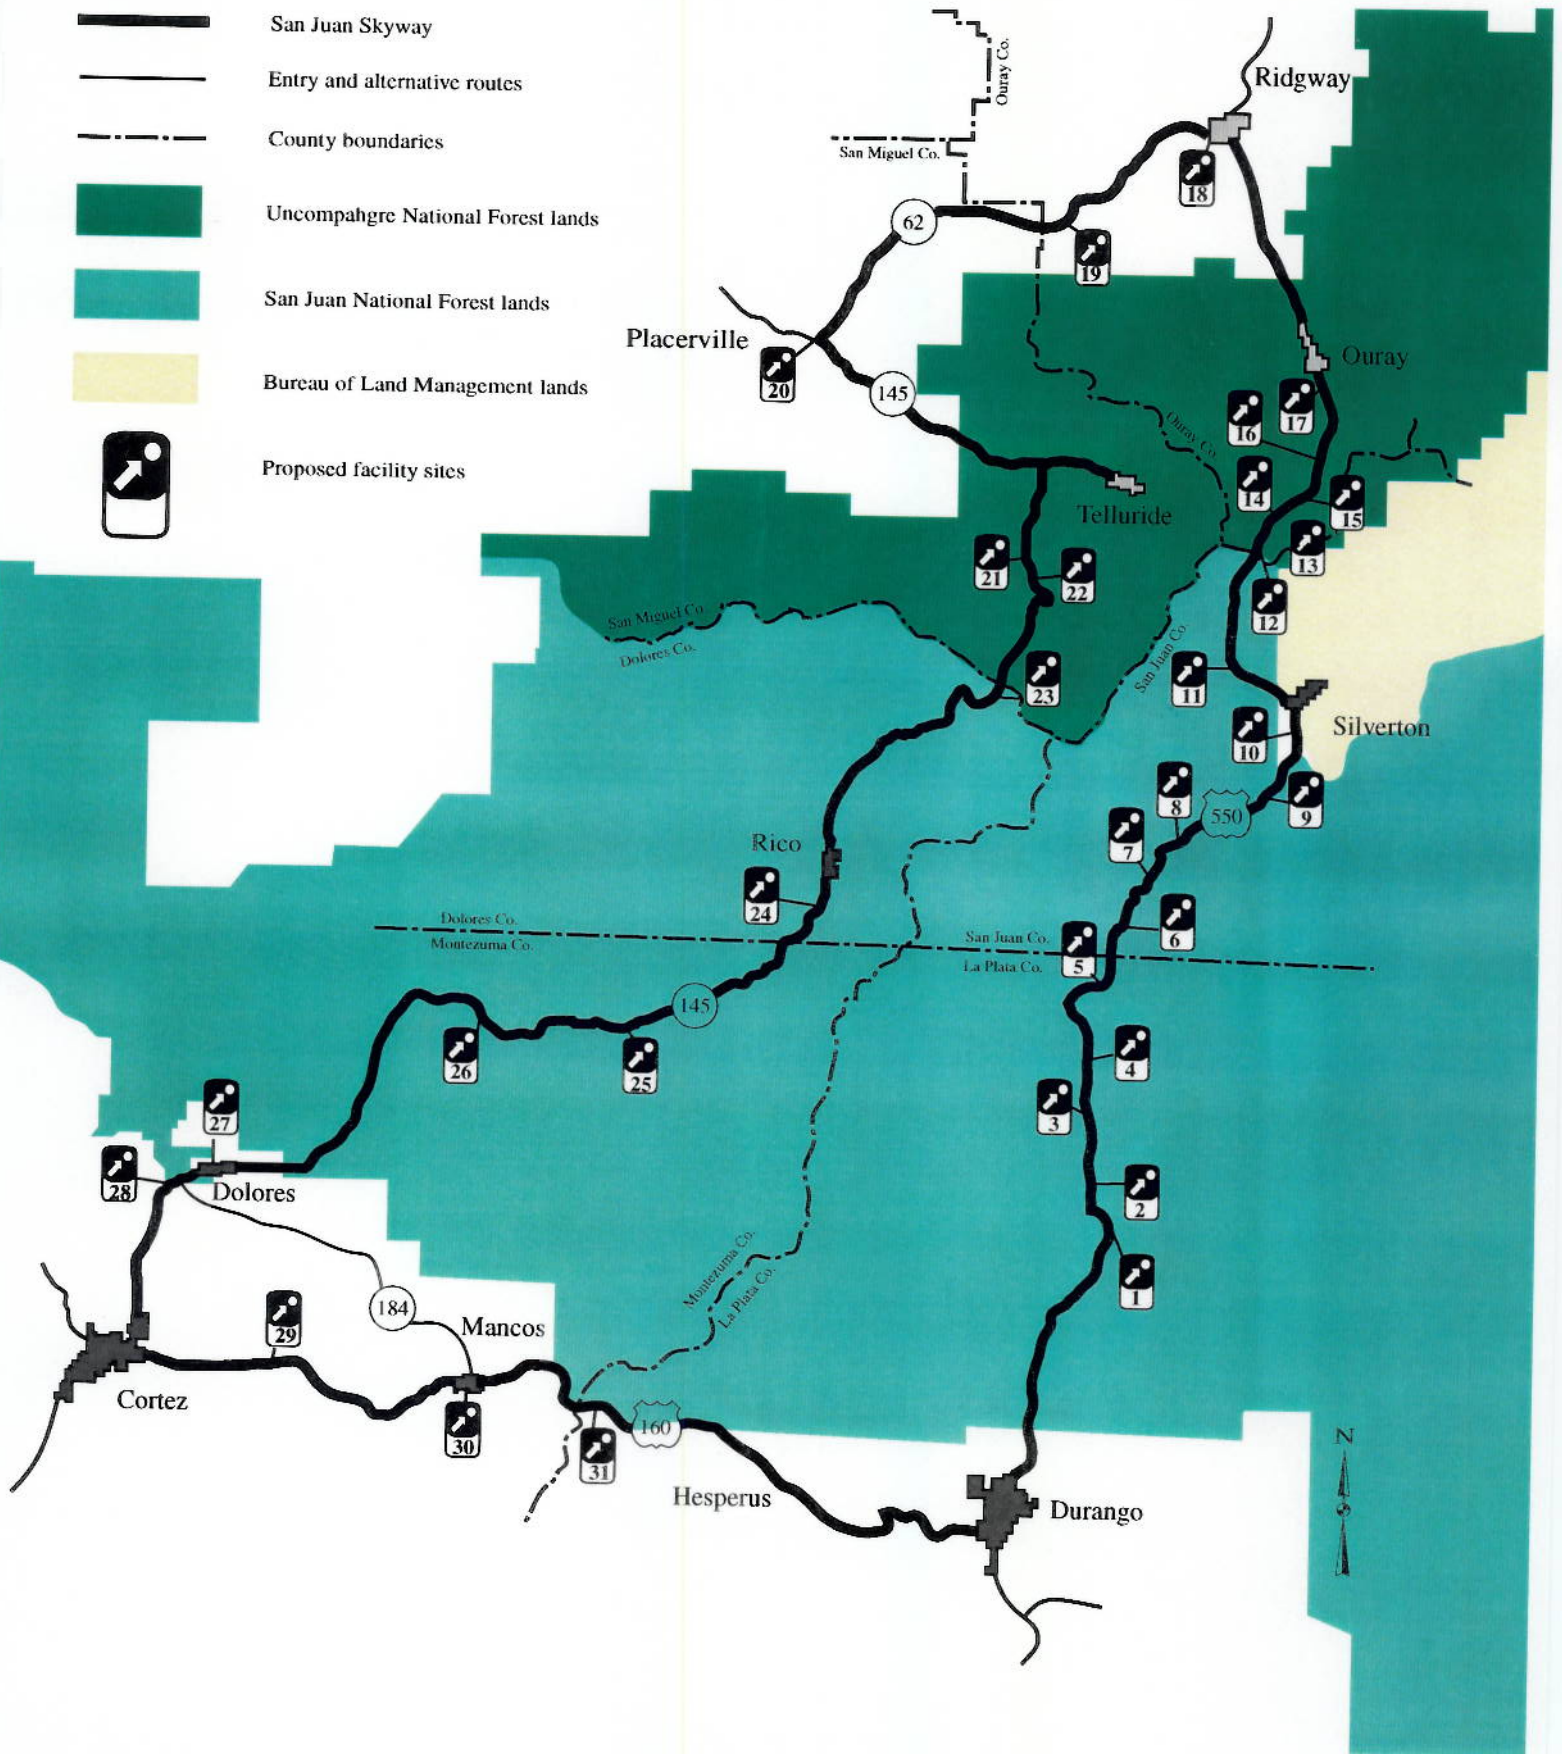 San Juan Skyway
Entry and alternative routes
County boundaries
Uncompahgre National Forest lands
San Juan National Forest lands
Bureau of Land Management lands
Proposed facility sites
Ouray Co.
San Miguel Co.
Ridgway
18
62
19
Placerville
20
145
Ouray
17
16
Ouray Co.
14
15
Telluride
13
21
22
12
San Miguel Co.
Dolores Co.
San Juan Co.
23
11
Silverton
10
8
9
550
7
Rico
24
6
Dolores Co.
Montezuma Co.
San Juan Co.
La Plata Co.
5
145
26
25
4
3
27
28
Dolores
2
Montezuma Co.
La Plata Co.
1
184
29
Mancos
Cortez
30
160
31
N
Hesperus
Durango